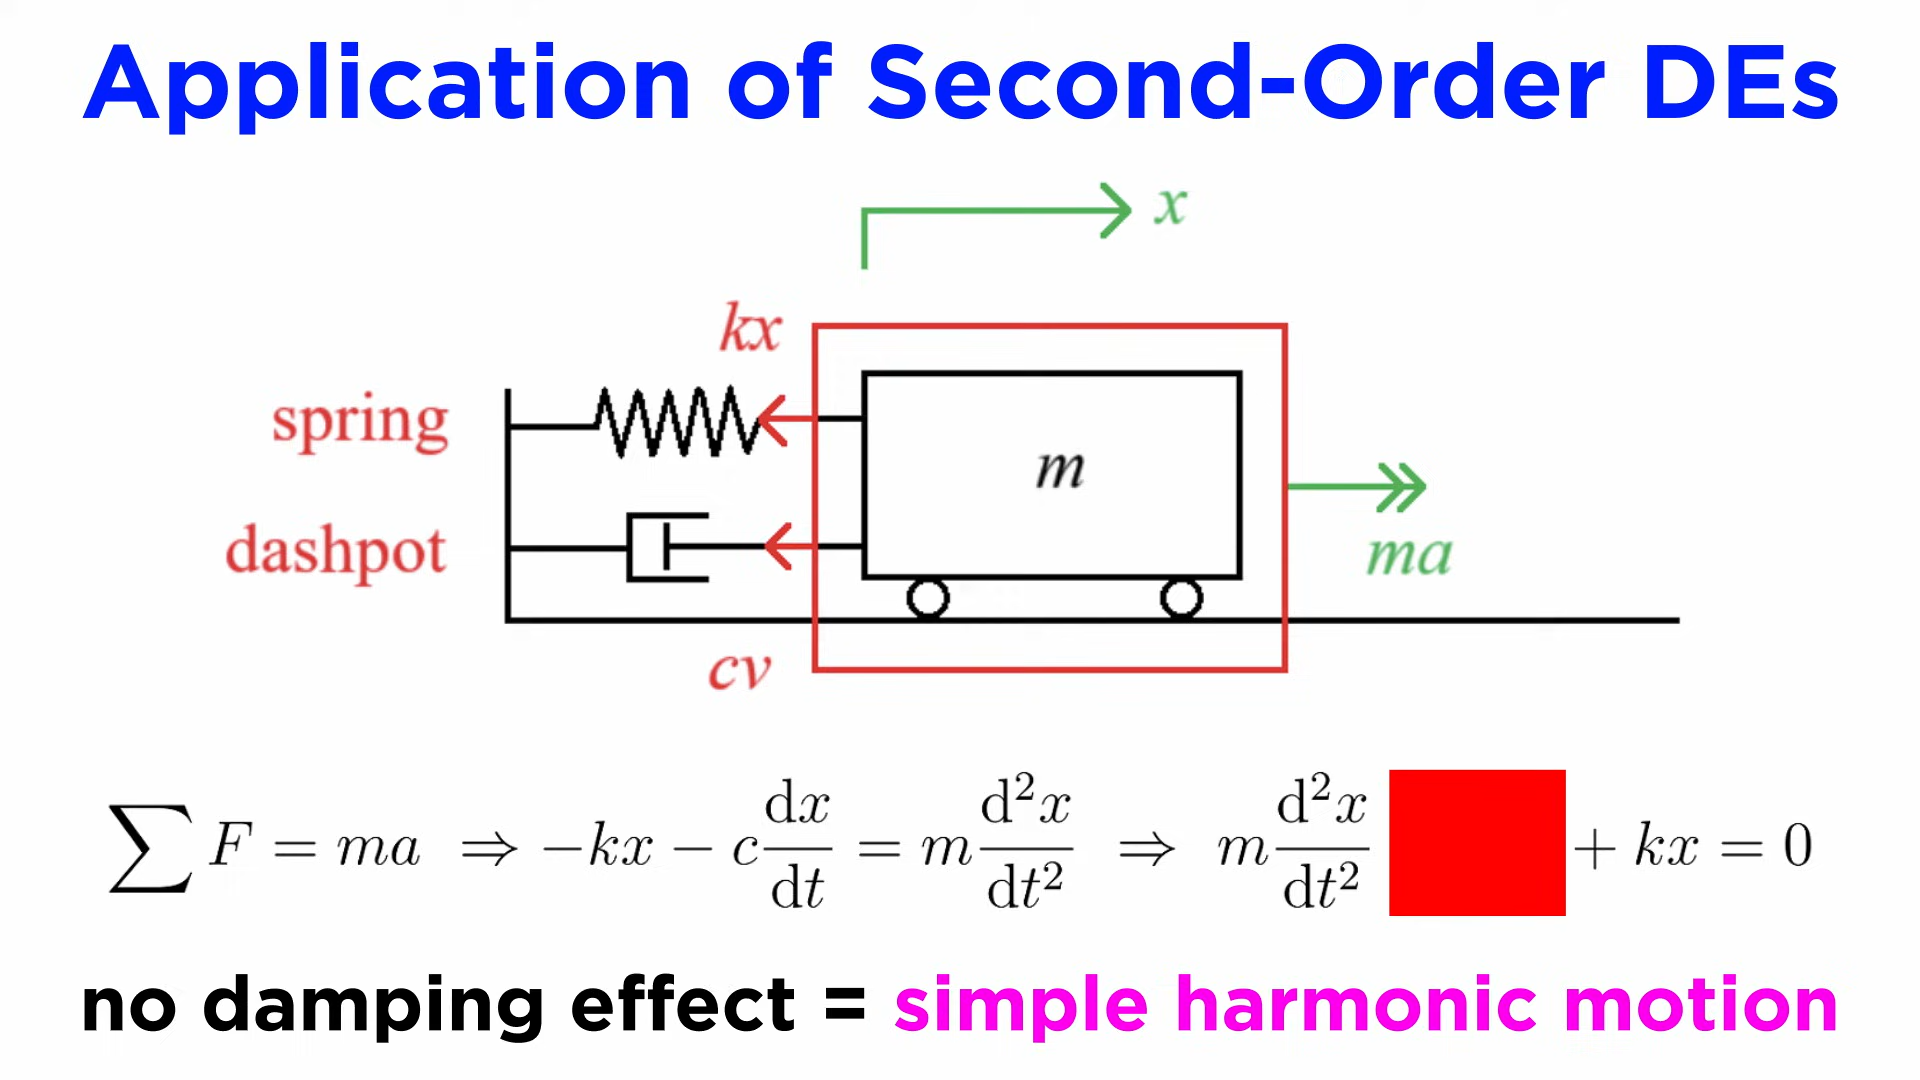 Application of Second-Order DEs
x
kx
spring
m
dashpot
ma
cv
∑ F = ma ⇒ −kx − c dx/dt = m d²x/dt² ⇒ m d²x/dt² + kx = 0
no damping effect = simple harmonic motion